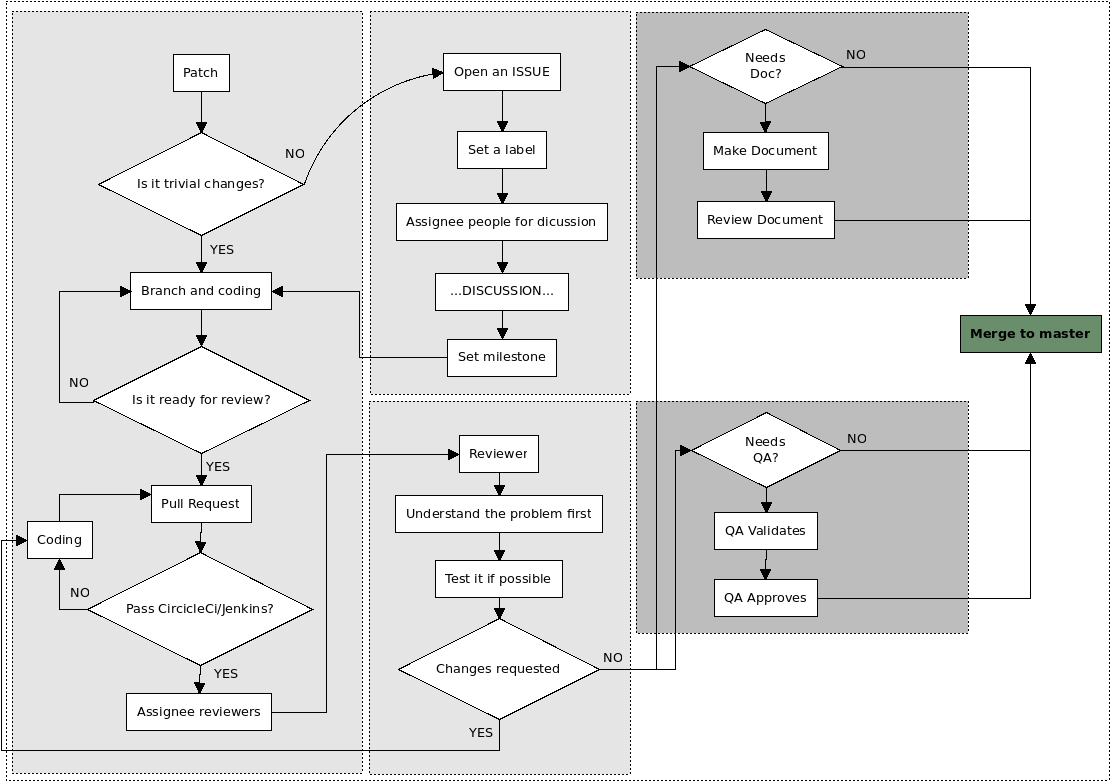 Patch
Is it trivial changes?
NO
YES
Branch and coding
Is it ready for review?
NO
YES
Pull Request
Coding
NO
Pass CircicleCi/Jenkins?
YES
Assignee reviewers
Open an ISSUE
Set a label
Assignee people for dicussion
...DISCUSSION...
Set milestone
Reviewer
Understand the problem first
Test it if possible
Changes requested
NO
YES
Needs
Doc?
NO
Make Document
Review Document
Merge to master
Needs
QA?
NO
QA Validates
QA Approves